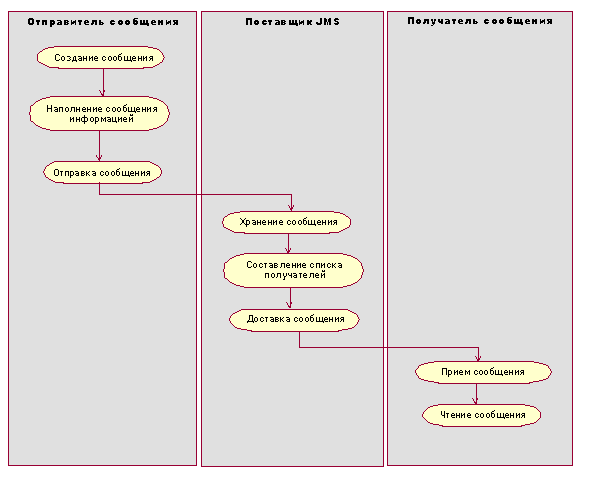 Отправитель сообщения
Создание сообщения
Наполнение сообщения
информацией
Отправка сообщения
Поставщик JMS
Хранение сообщения
Составление списка
получателей
Доставка сообщения
Получатель сообщения
Прием сообщения
Чтение сообщения